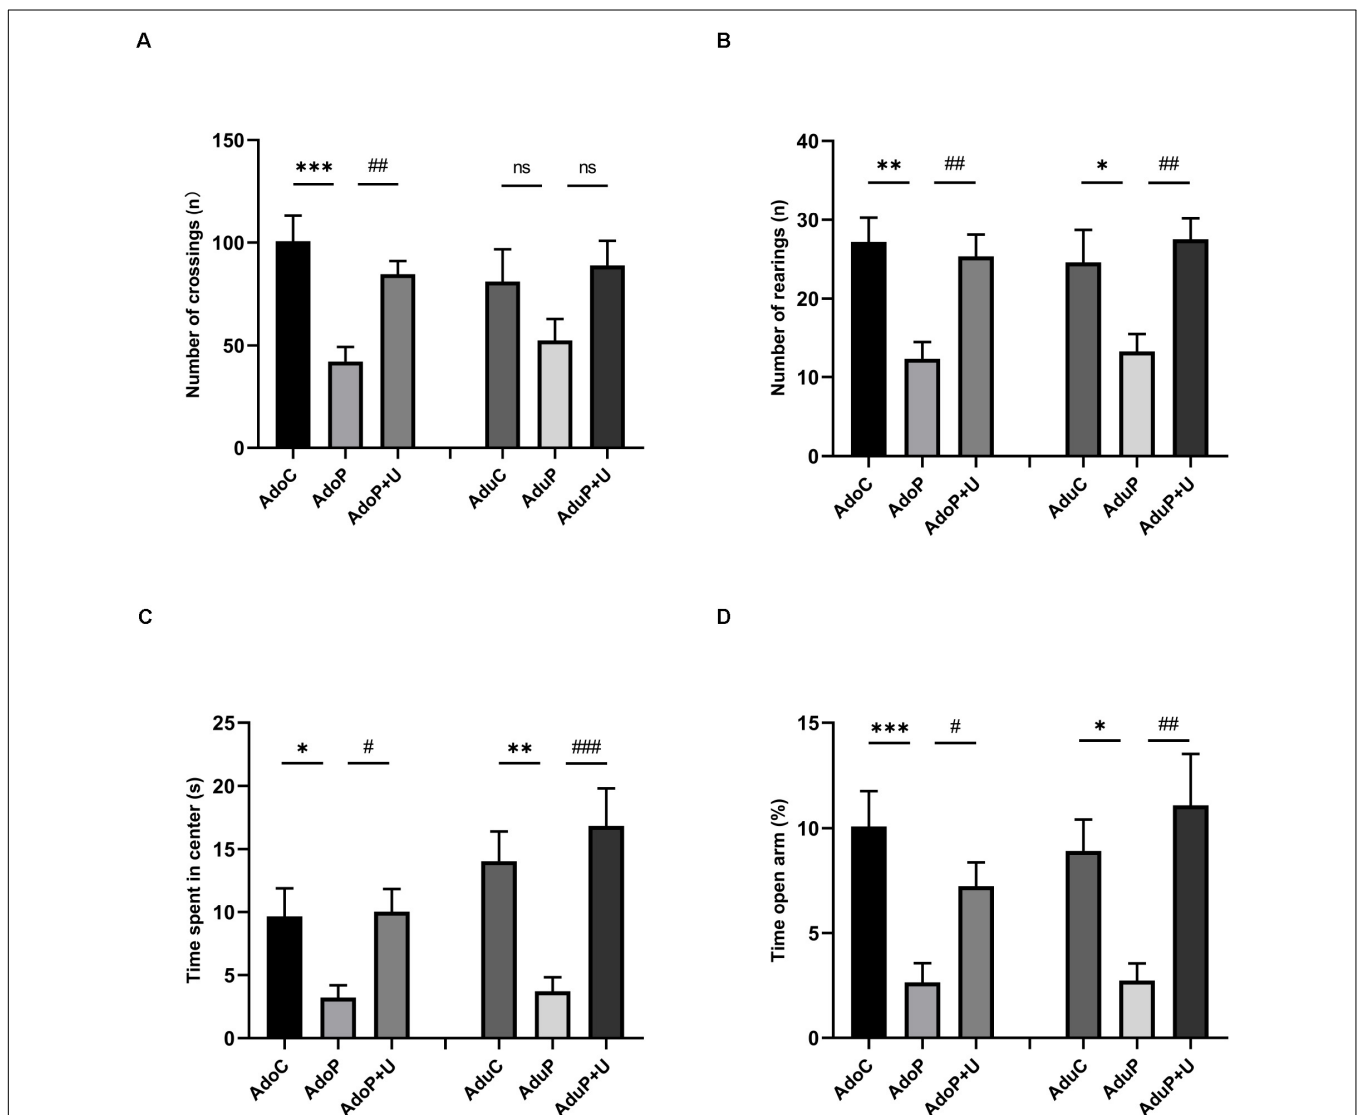 A
Number of crossings (n)
150
100
50
0
*** ## ns ns
AdoC AdoP AdoP+U AduC AduP AduP+U
B
Number of rearings (n)
40
30
20
10
0
** ## * ##
AdoC AdoP AdoP+U AduC AduP AduP+U
C
Time spent in center (s)
25
20
15
10
5
0
* # ** ###
AdoC AdoP AdoP+U AduC AduP AduP+U
D
Time open arm (%)
15
10
5
0
*** # * ##
AdoC AdoP AdoP+U AduC AduP AduP+U